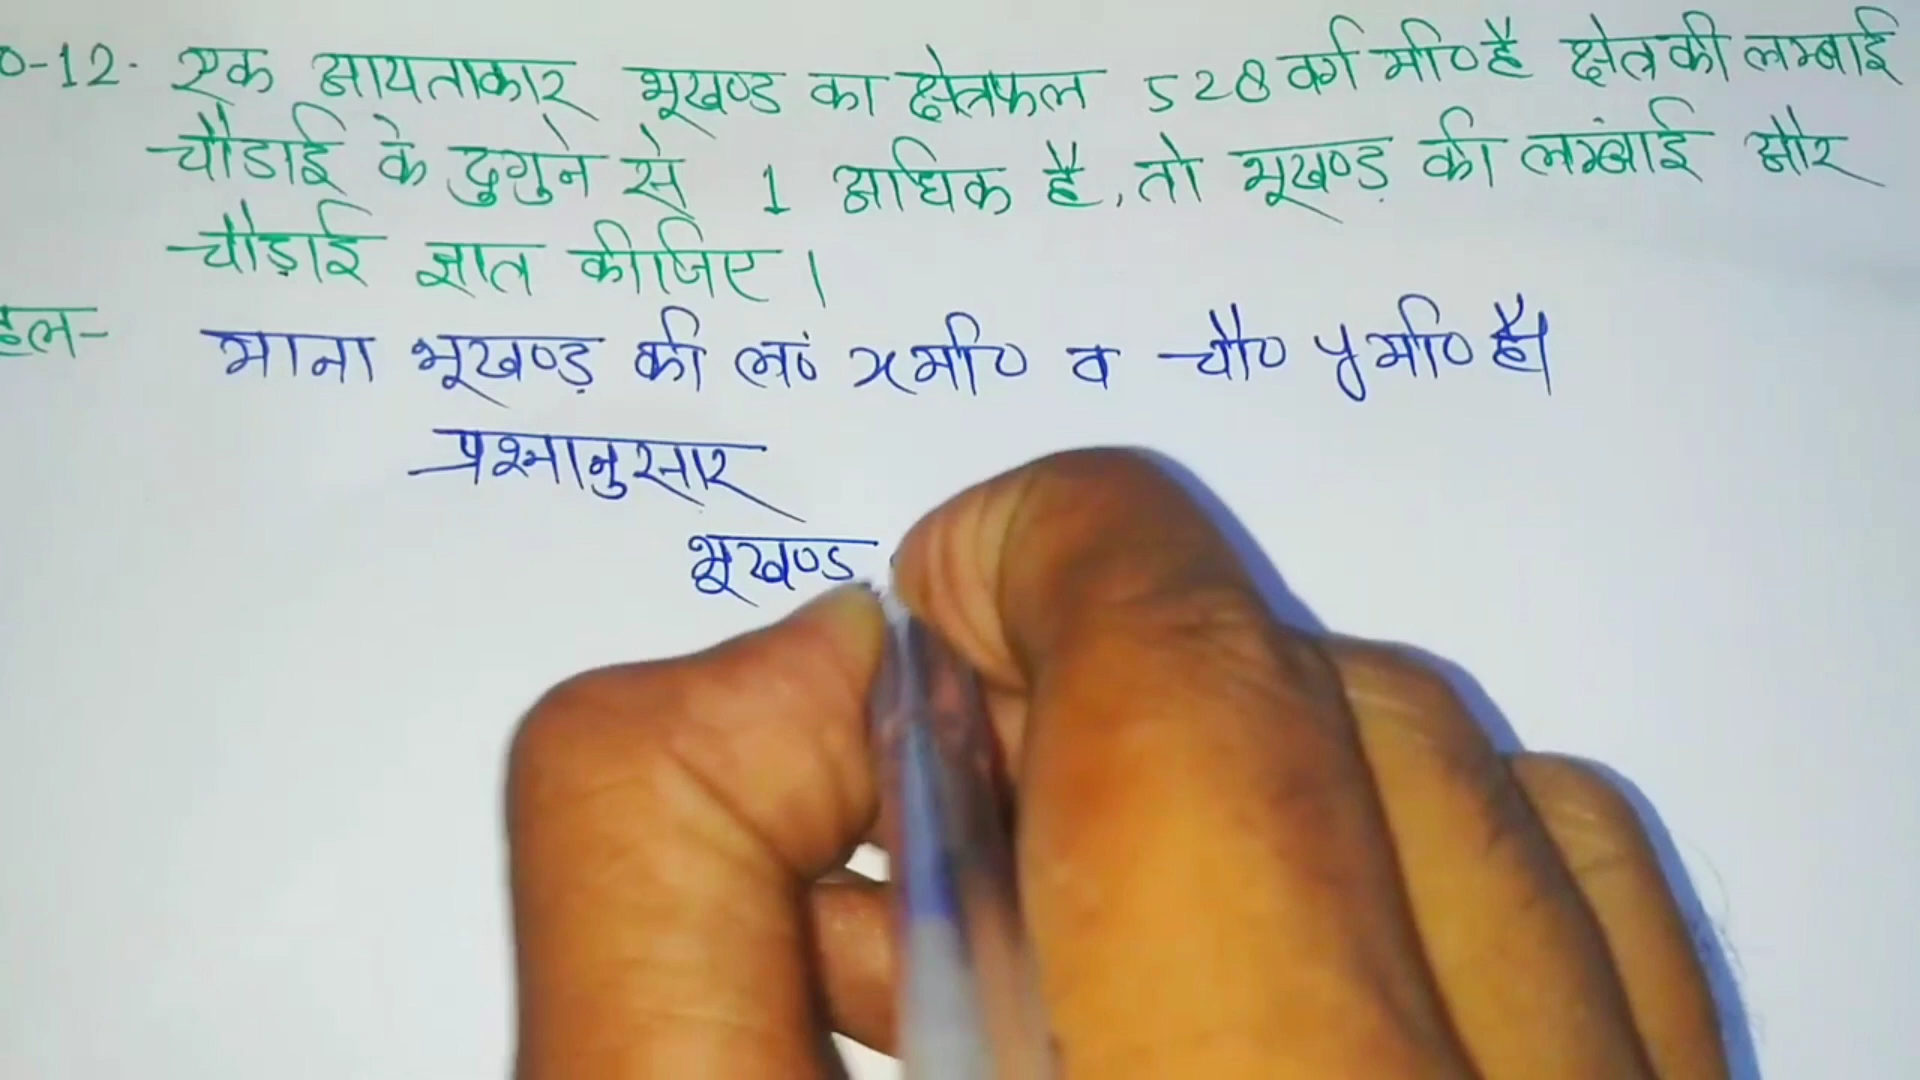 0-12. एक आयताकार भूखण्ड का क्षेत्रफल 528 वर्ग मी० है क्षेत्र की लम्बाई
चौडाई के दुगुने से 1 अधिक है, तो भूखण्ड़ की लम्बांई और
चौड़ाई ज्ञात कीजिए।
हल- माना भूखण्ड़ की लं० x मी० व चौ० y मी० है।
प्रश्नानुसार
भूखण्ड